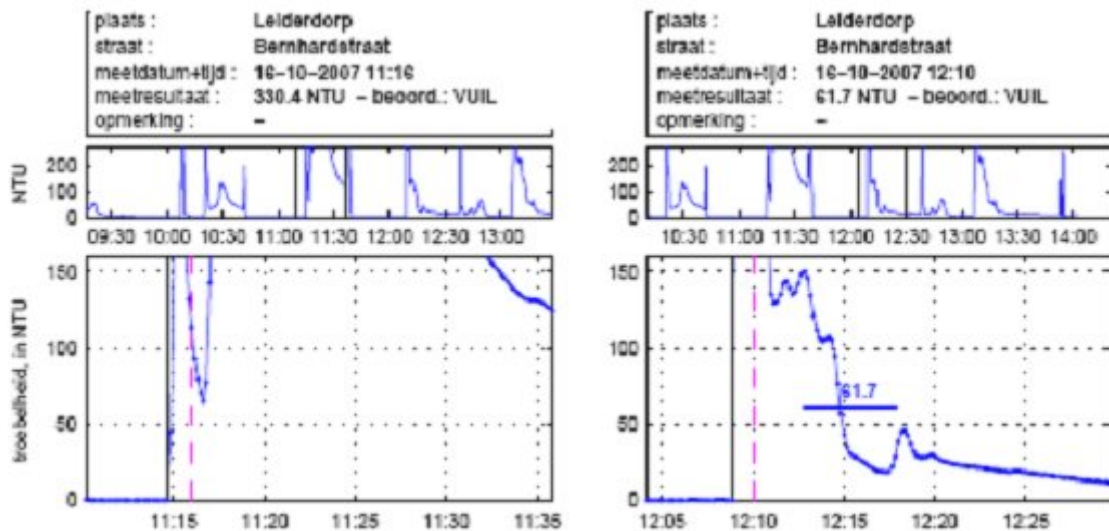 plaats : Leiderdorp
straat : Bernhardstraat
meetdatum+tijd : 16-10-2007 11:16
meetresultaat : 330.4 NTU - beoord.: VUIL
opmerking : -
NTU
200
100
0
09:30 10:00 10:30 11:00 11:30 12:00 12:30 13:00
troebelheid, in NTU
150
100
50
0
11:15 11:20 11:25 11:30 11:35
plaats : Leiderdorp
straat : Bernhardstraat
meetdatum+tijd : 16-10-2007 12:10
meetresultaat : 61.7 NTU - beoord.: VUIL
opmerking : -
200
100
0
10:30 11:00 11:30 12:00 12:30 13:00 13:30 14:00
150
100
50
0
61.7
12:05 12:10 12:15 12:20 12:25